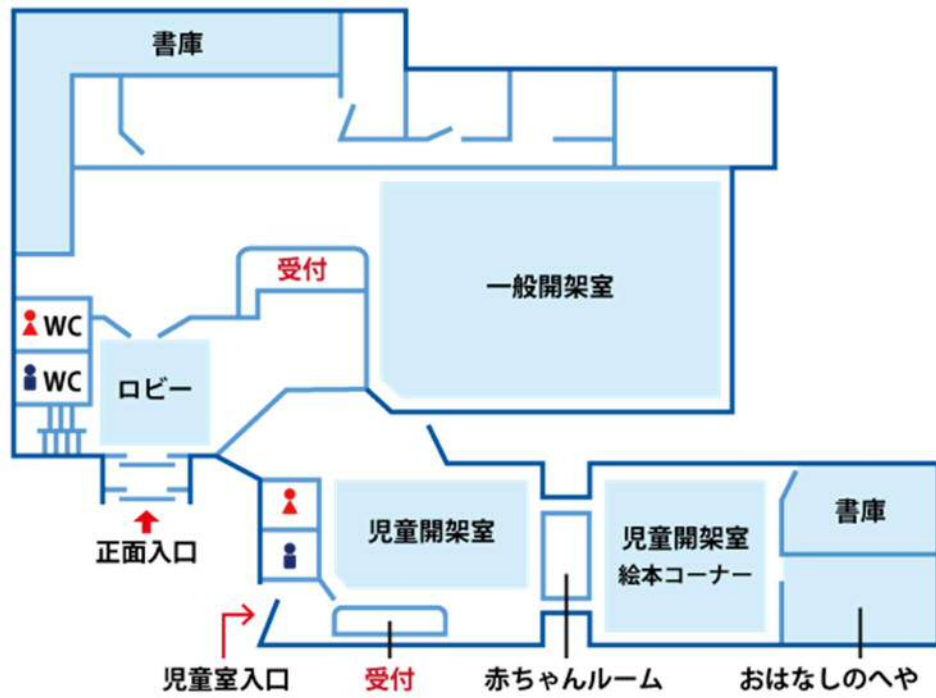 書庫
受付
一般開架室
WC
WC
ロビー
正面入口
児童開架室
児童開架室
絵本コーナー
書庫
児童室入口
受付
赤ちゃんルーム
おはなしのへや